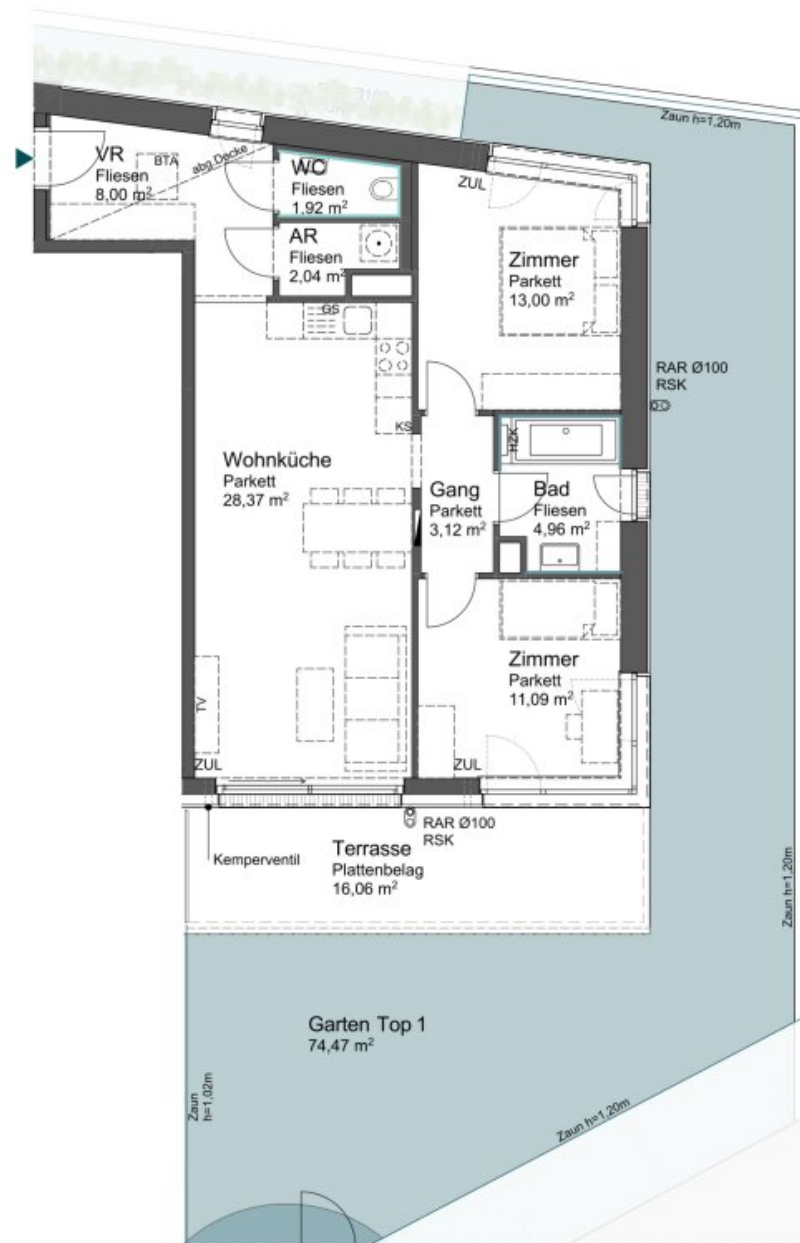 Zaun h=1,20m
VR
Fliesen
8,00 m²
BTA
abg Decke
WC
Fliesen
1,92 m²
ZUL
AR
Fliesen
2,04 m²
Zimmer
Parkett
13,00 m²
GS
RAR Ø100
RSK
KS
HZK
Wohnküche
Parkett
28,37 m²
Gang
Parkett
3,12 m²
Bad
Fliesen
4,96 m²
Zimmer
Parkett
11,09 m²
TV
ZUL
ZUL
RAR Ø100
RSK
Kemperventil
Terrasse
Plattenbelag
16,06 m²
Zaun h=1,20m
Garten Top 1
74,47 m²
Zaun
h=1,02m
Zaun h=1,20m